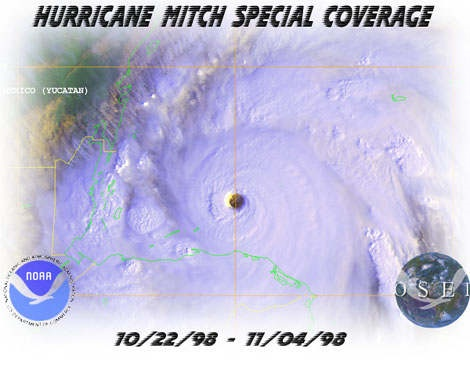 HURRICANE MITCH SPECIAL COVERAGE
MEXICO (YUCATAN)
NOAA
OSEI
10/22/98 - 11/04/98